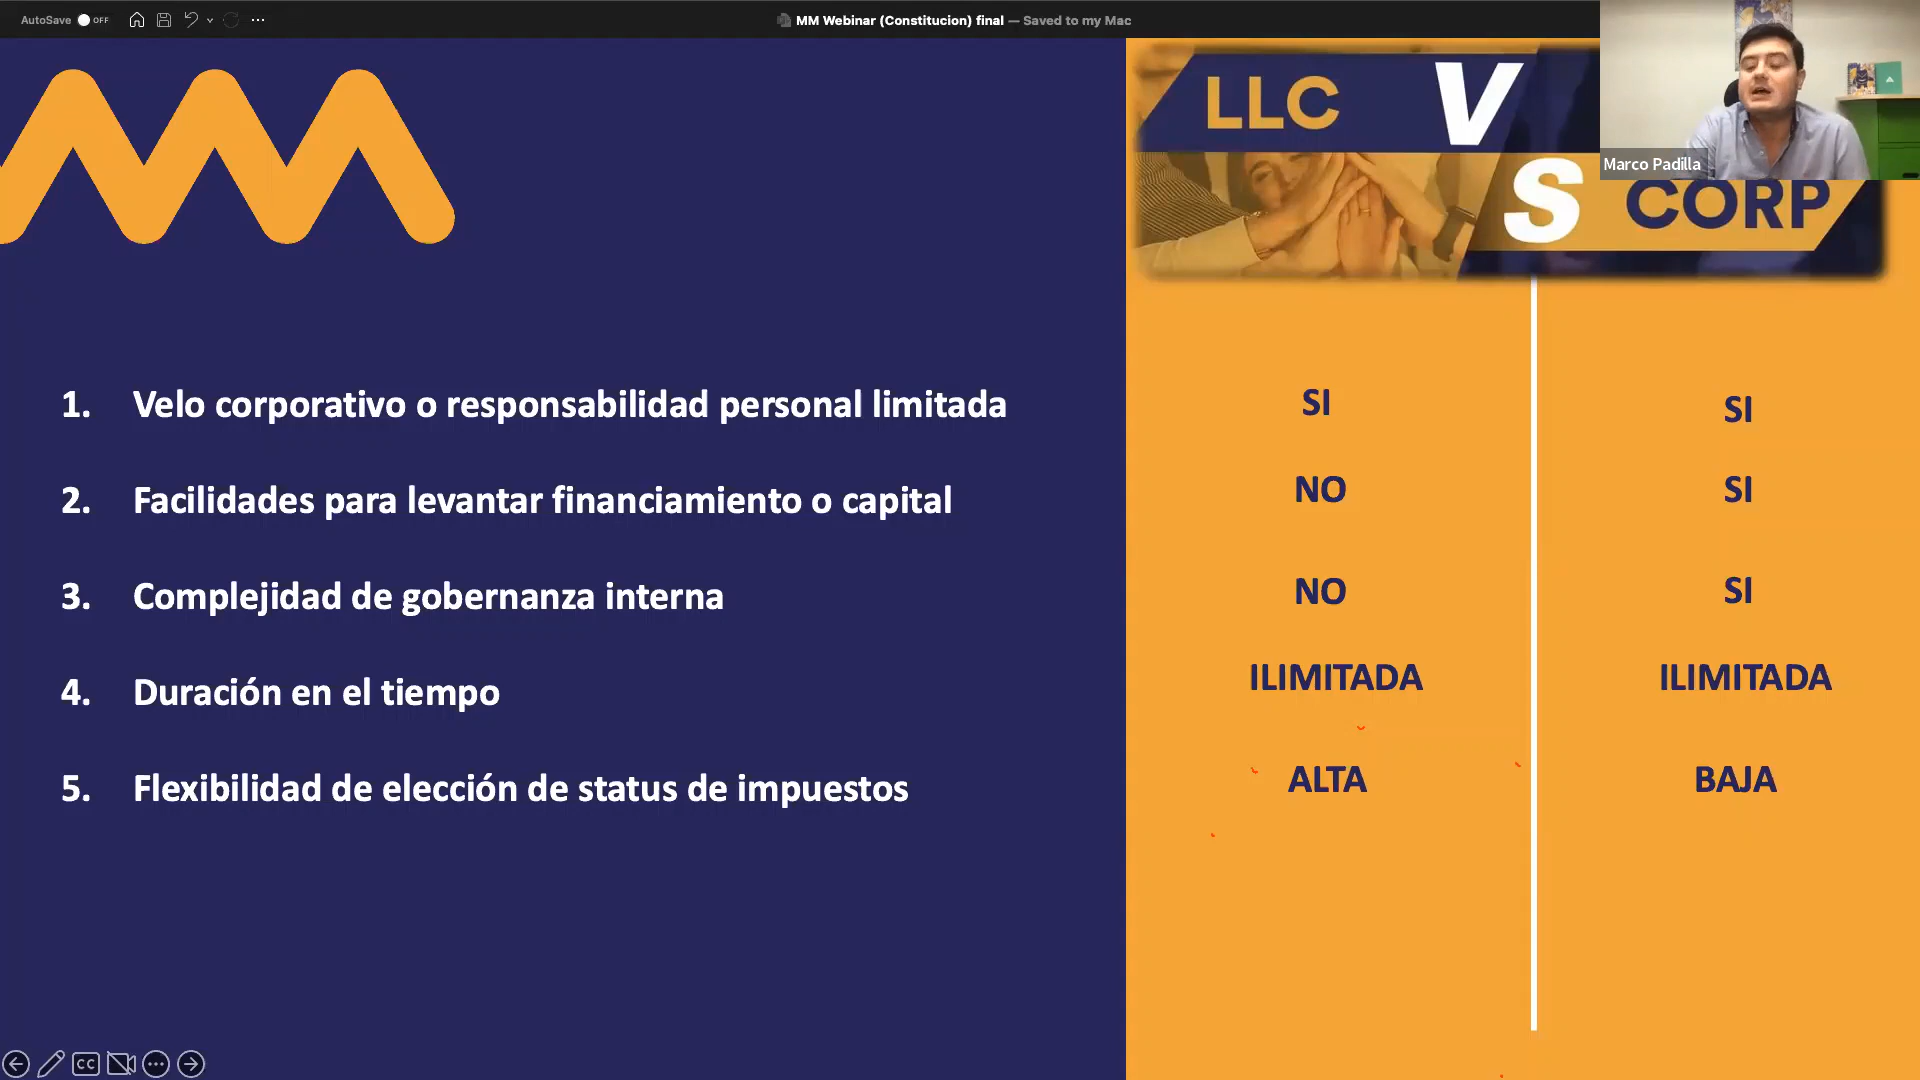 AutoSave OFF
MM Webinar (Constitucion) final — Saved to my Mac
LLC V
S CORP
Marco Padilla
1. Velo corporativo o responsabilidad personal limitada SI SI
2. Facilidades para levantar financiamiento o capital NO SI
3. Complejidad de gobernanza interna NO SI
4. Duración en el tiempo ILIMITADA ILIMITADA
5. Flexibilidad de elección de status de impuestos ALTA BAJA
CC